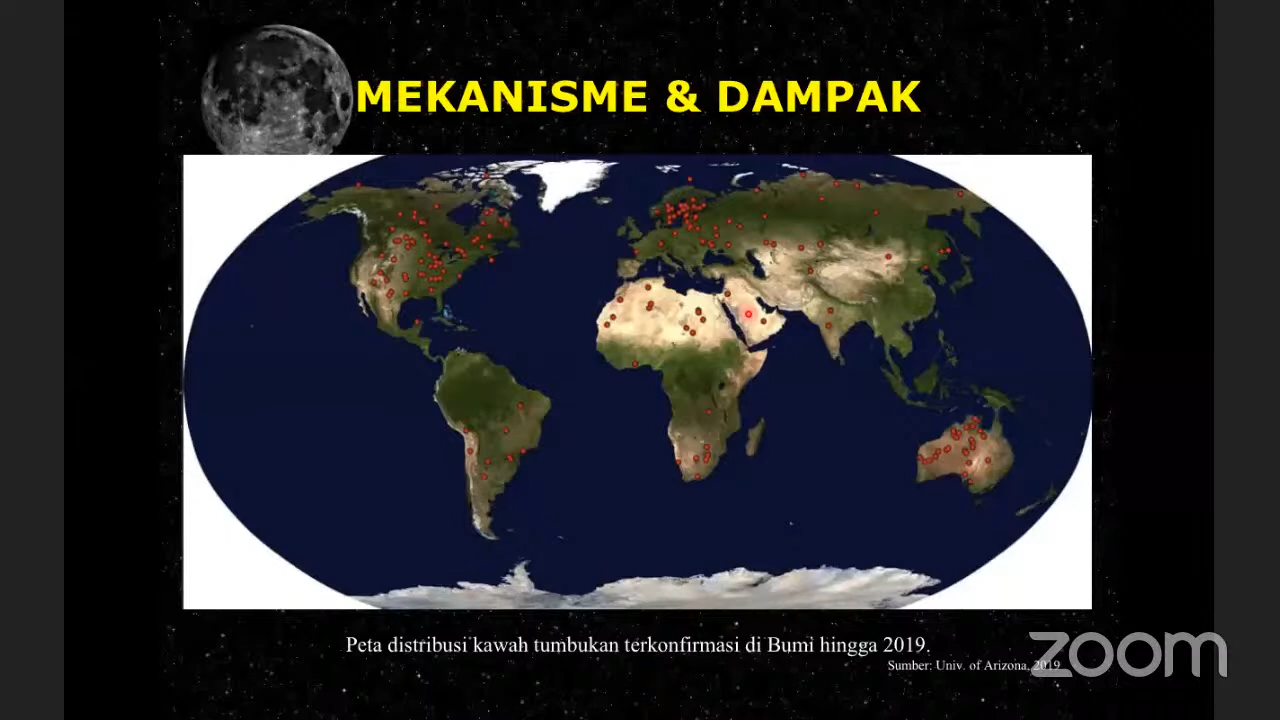 MEKANISME & DAMPAK
Peta distribusi kawah tumbukan terkonfirmasi di Bumi hingga 2019.
Sumber: Univ. of Arizona, 2019
zoom